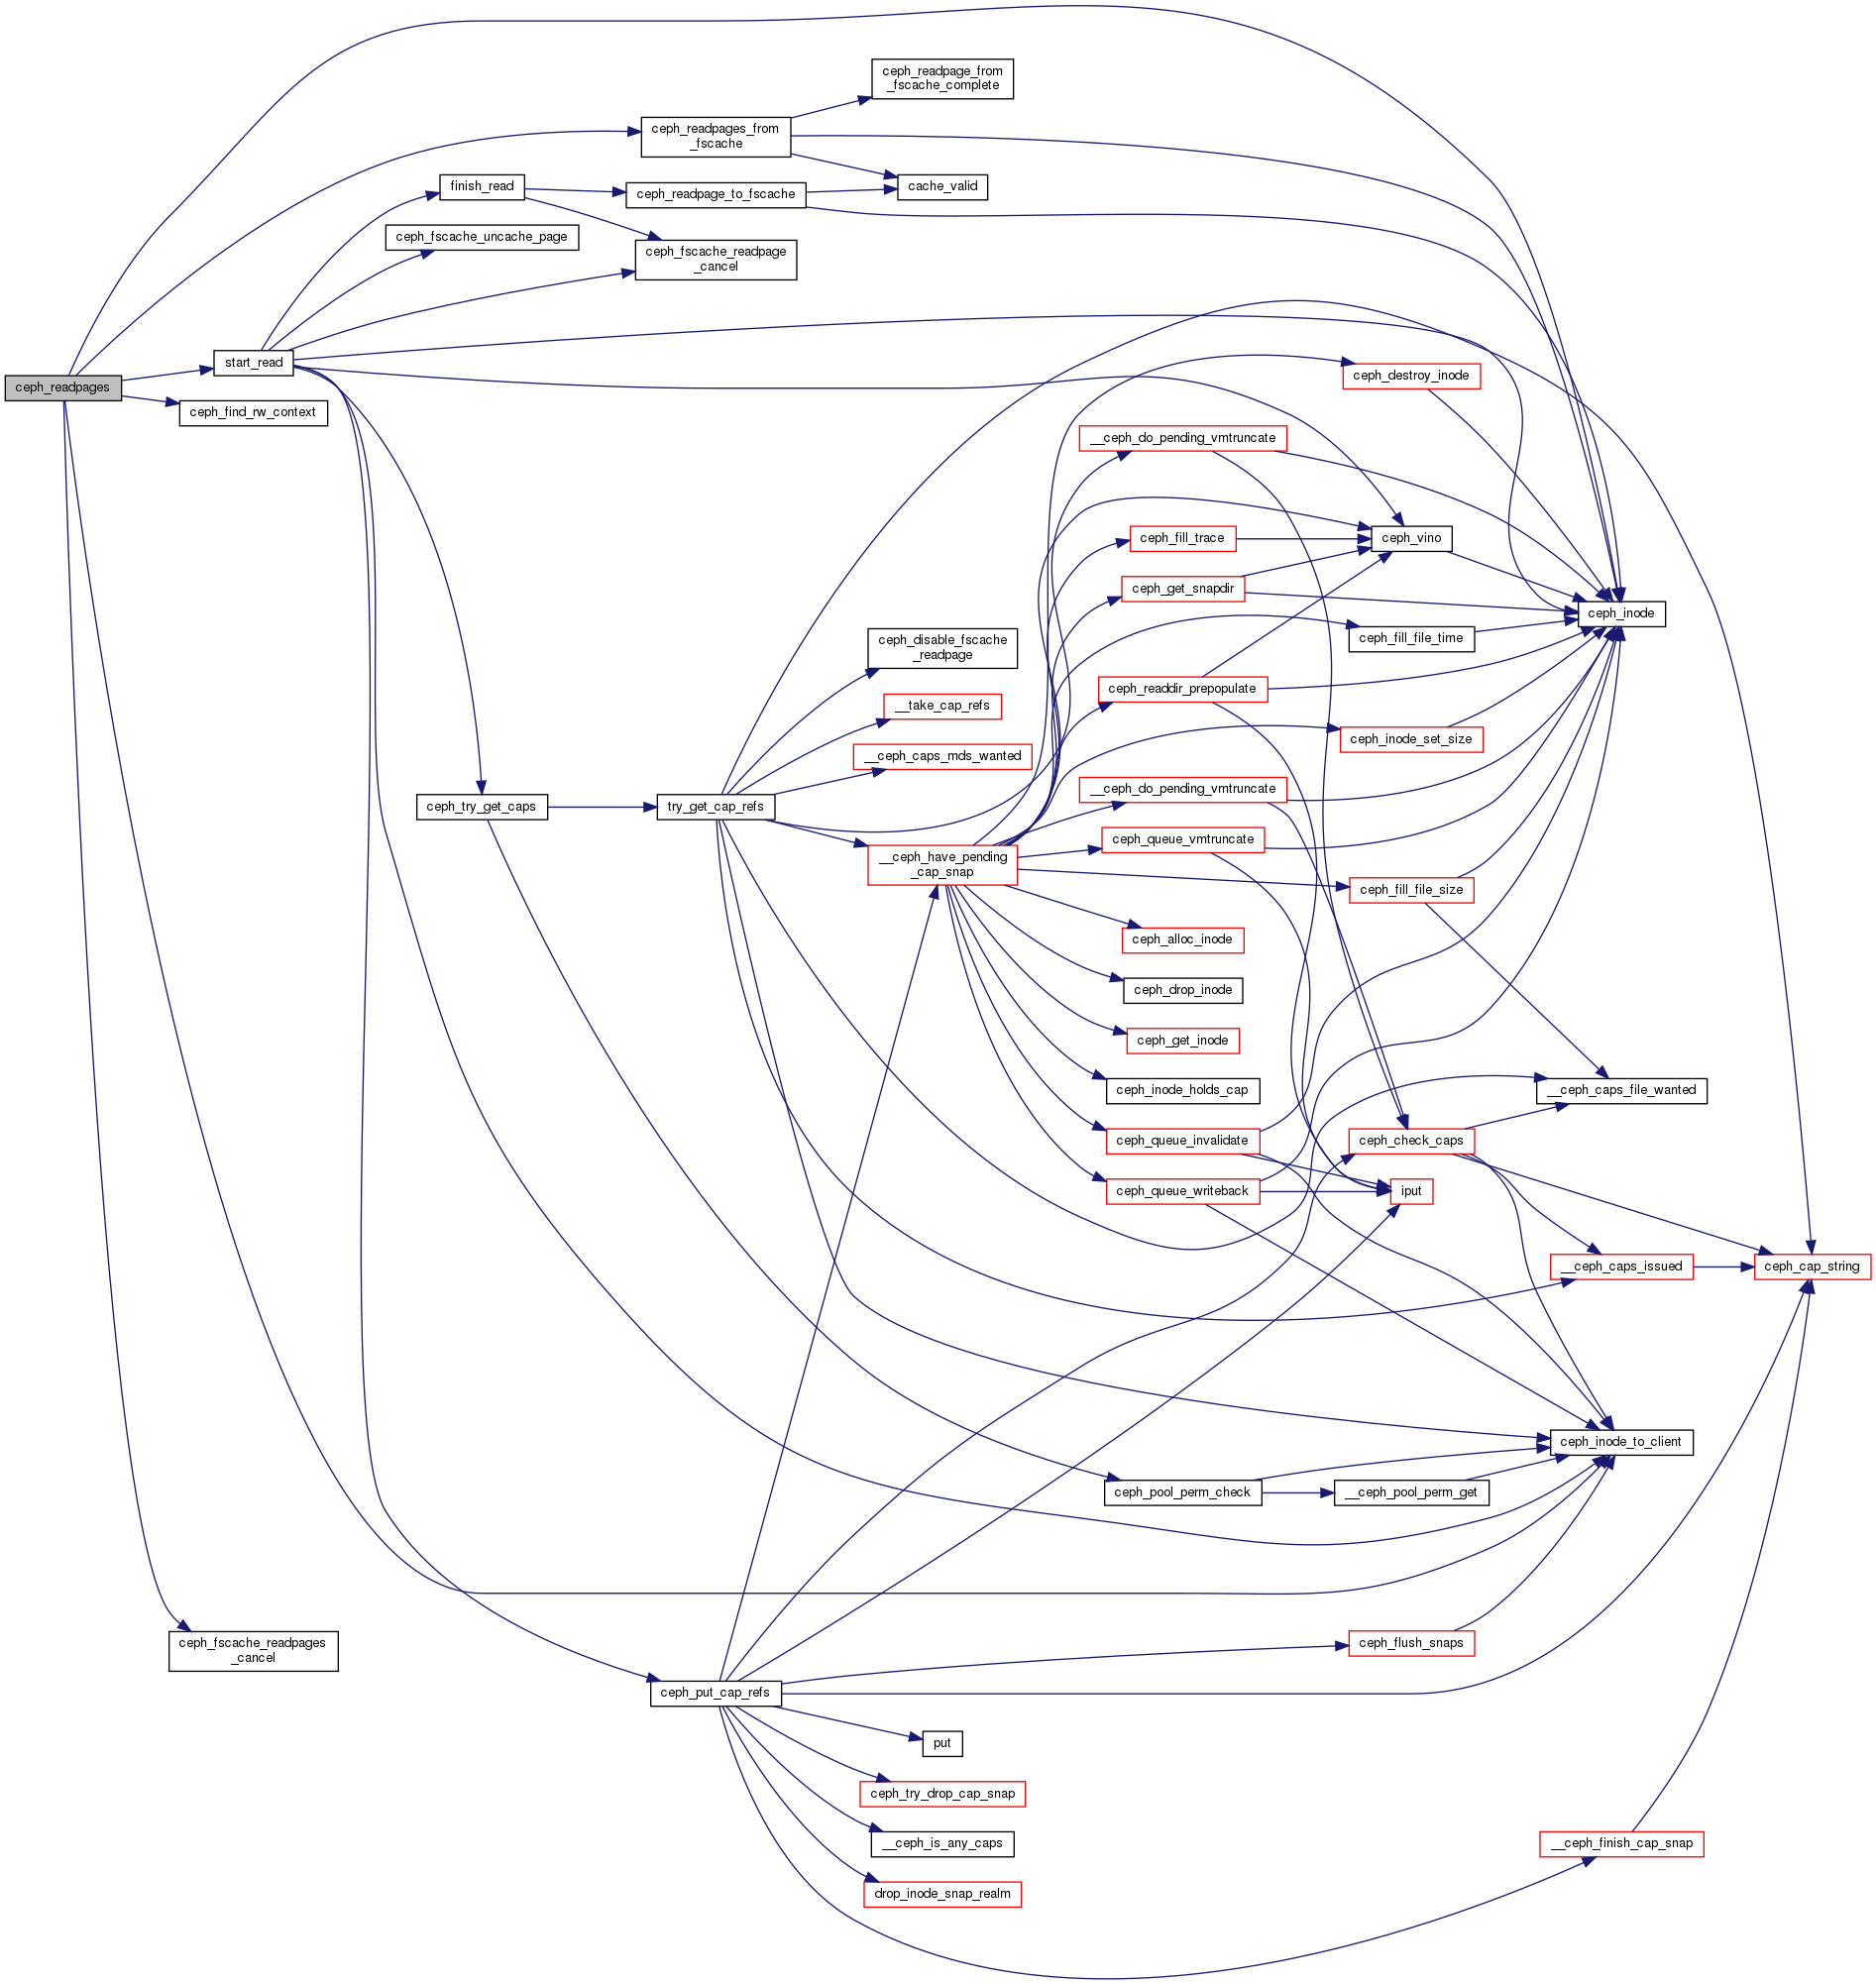 ceph_readpage_from
_fscache_complete
ceph_readpages_from
_fscache
finish_read
ceph_readpage_to_fscache
cache_valid
ceph_fscache_uncache_page
ceph_fscache_readpage
_cancel
start_read
ceph_readpages
ceph_find_rw_context
ceph_destroy_inode
__ceph_do_pending_vmtruncate
ceph_fill_trace
ceph_vino
ceph_get_snapdir
ceph_inode
ceph_fill_file_time
ceph_disable_fscache
_readpage
ceph_readdir_prepopulate
__take_cap_refs
ceph_inode_set_size
__ceph_caps_mds_wanted
__ceph_do_pending_vmtruncate
ceph_try_get_caps
try_get_cap_refs
ceph_queue_vmtruncate
__ceph_have_pending
_cap_snap
ceph_fill_file_size
ceph_alloc_inode
ceph_drop_inode
ceph_get_inode
ceph_inode_holds_cap
__ceph_caps_file_wanted
ceph_queue_invalidate
ceph_check_caps
ceph_queue_writeback
iput
__ceph_caps_issued
ceph_cap_string
ceph_inode_to_client
ceph_pool_perm_check
__ceph_pool_perm_get
ceph_fscache_readpages
_cancel
ceph_flush_snaps
ceph_put_cap_refs
put
ceph_try_drop_cap_snap
__ceph_is_any_caps
__ceph_finish_cap_snap
drop_inode_snap_realm